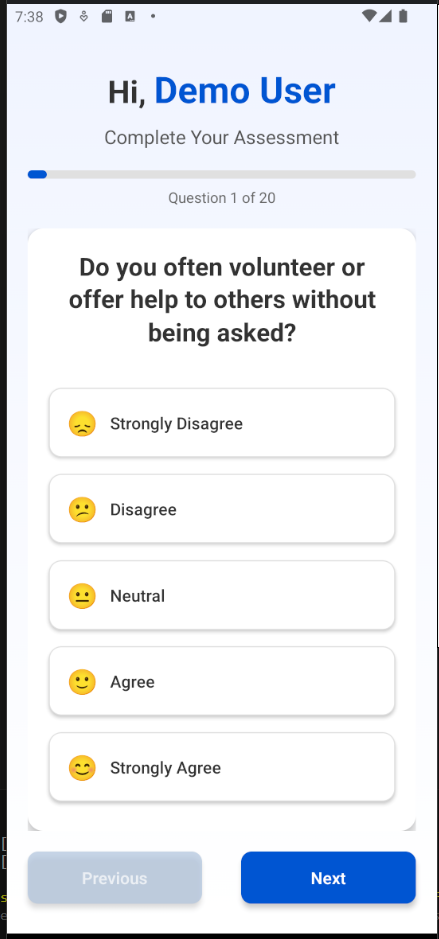 7:38
Hi, Demo User
Complete Your Assessment
Question 1 of 20
Do you often volunteer or
offer help to others without
being asked?
Strongly Disagree
Disagree
Neutral
Agree
Strongly Agree
Previous
Next